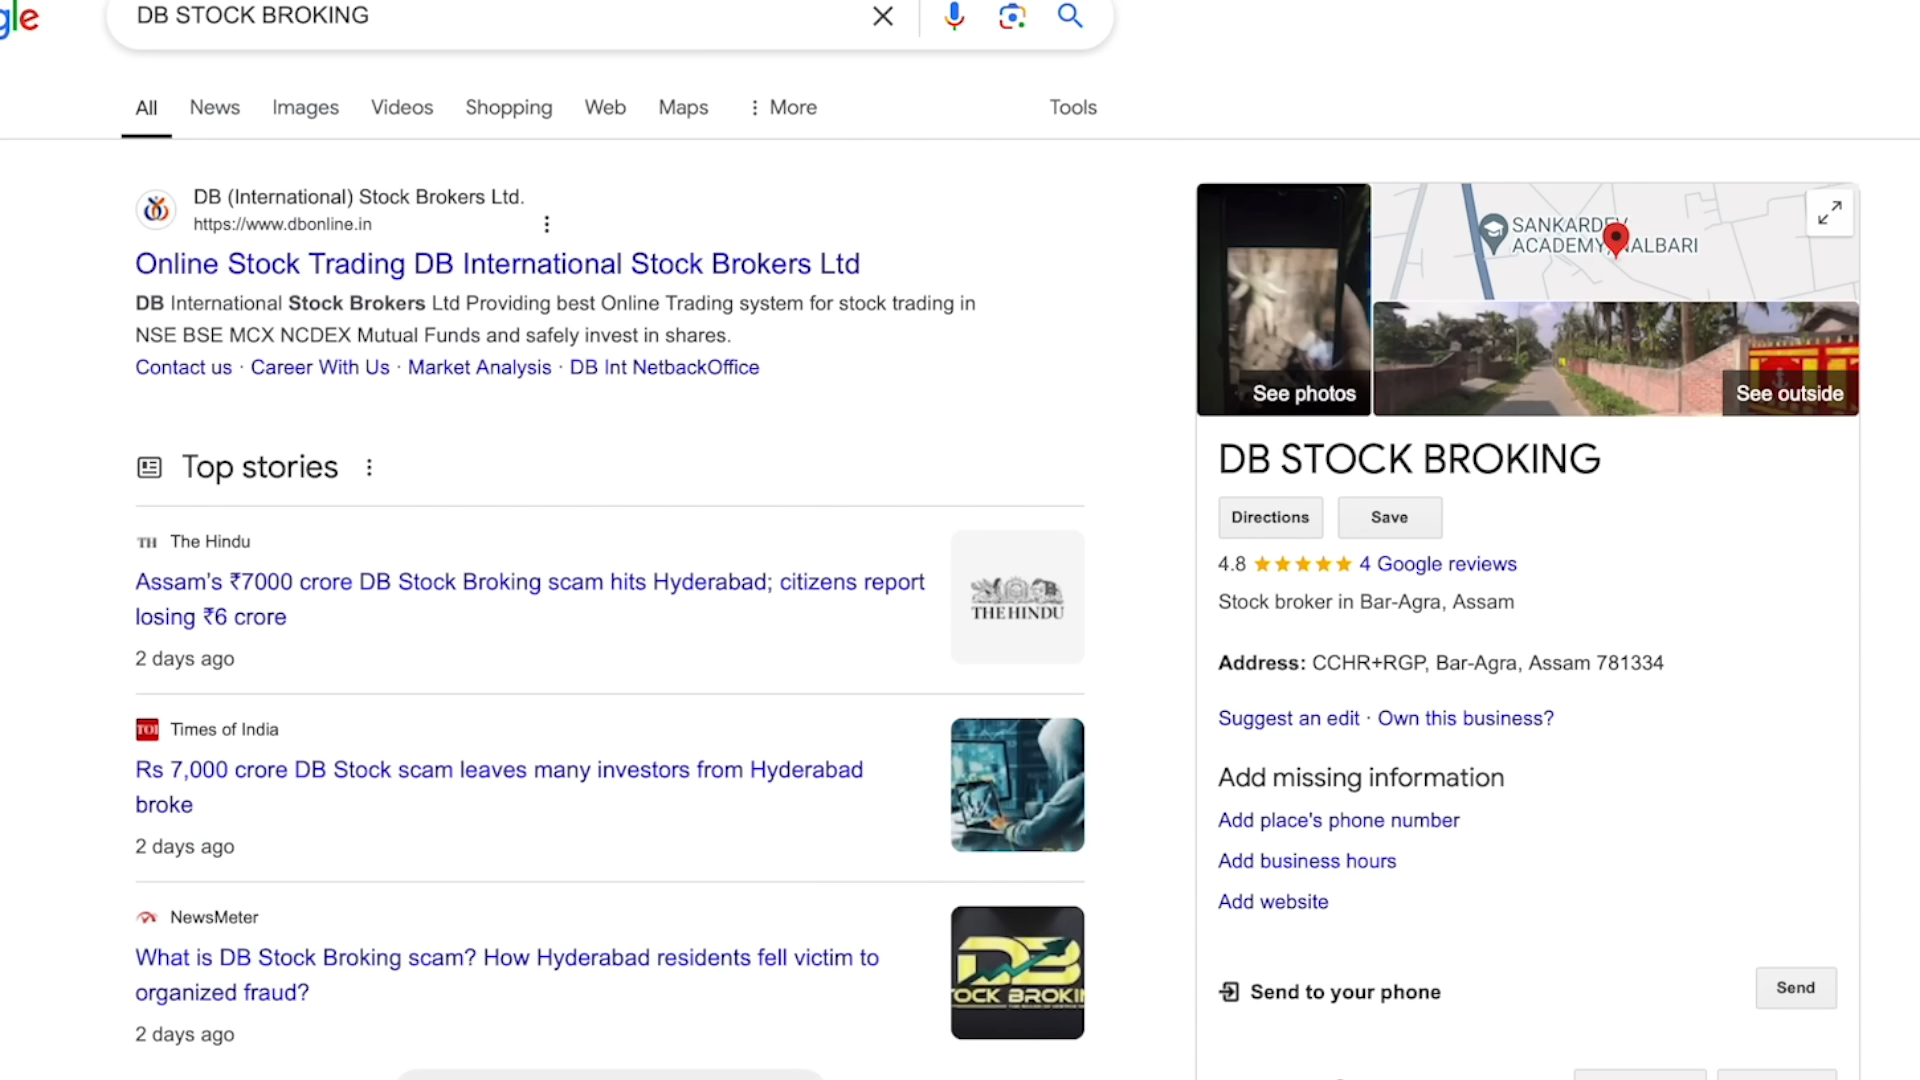 gle
DB STOCK BROKING
All News Images Videos Shopping Web Maps More Tools
DB (International) Stock Brokers Ltd.
https://www.dbonline.in
Online Stock Trading DB International Stock Brokers Ltd
DB International Stock Brokers Ltd Providing best Online Trading system for stock trading in
NSE BSE MCX NCDEX Mutual Funds and safely invest in shares.
Contact us · Career With Us · Market Analysis · DB Int NetbackOffice
Top stories
TH The Hindu
Assam's ₹7000 crore DB Stock Broking scam hits Hyderabad; citizens report
losing ₹6 crore
2 days ago
THE HINDU
TOI Times of India
Rs 7,000 crore DB Stock scam leaves many investors from Hyderabad
broke
2 days ago
NewsMeter
What is DB Stock Broking scam? How Hyderabad residents fell victim to
organized fraud?
2 days ago
DB
TOCK BROKIN
SANKARDEV
ACADEMY, NALBARI
See photos
See outside
DB STOCK BROKING
Directions Save
4.8 4 Google reviews
Stock broker in Bar-Agra, Assam
Address: CCHR+RGP, Bar-Agra, Assam 781334
Suggest an edit · Own this business?
Add missing information
Add place's phone number
Add business hours
Add website
Send to your phone Send